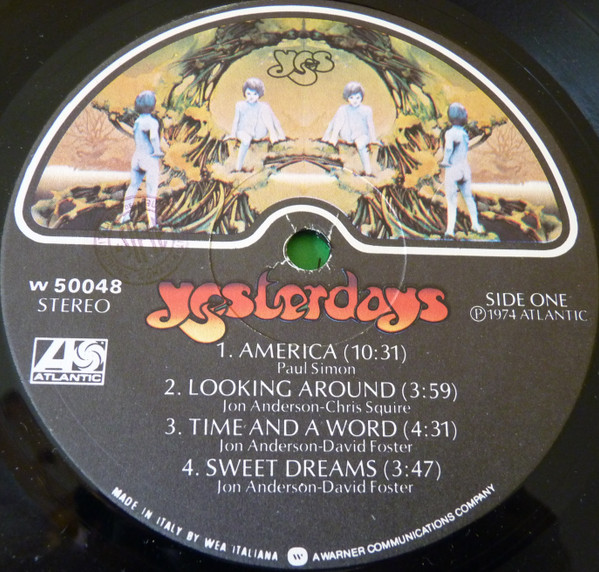 yes
W 50048
STEREO
yesterdays
SIDE ONE
Ⓟ1974 ATLANTIC
ATLANTIC
1. AMERICA (10:31)
Paul Simon
2. LOOKING AROUND (3:59)
Jon Anderson-Chris Squire
3. TIME AND A WORD (4:31)
Jon Anderson-David Foster
4. SWEET DREAMS (3:47)
Jon Anderson-David Foster
MADE IN ITALY BY WEA ITALIANA W A WARNER COMMUNICATIONS COMPANY